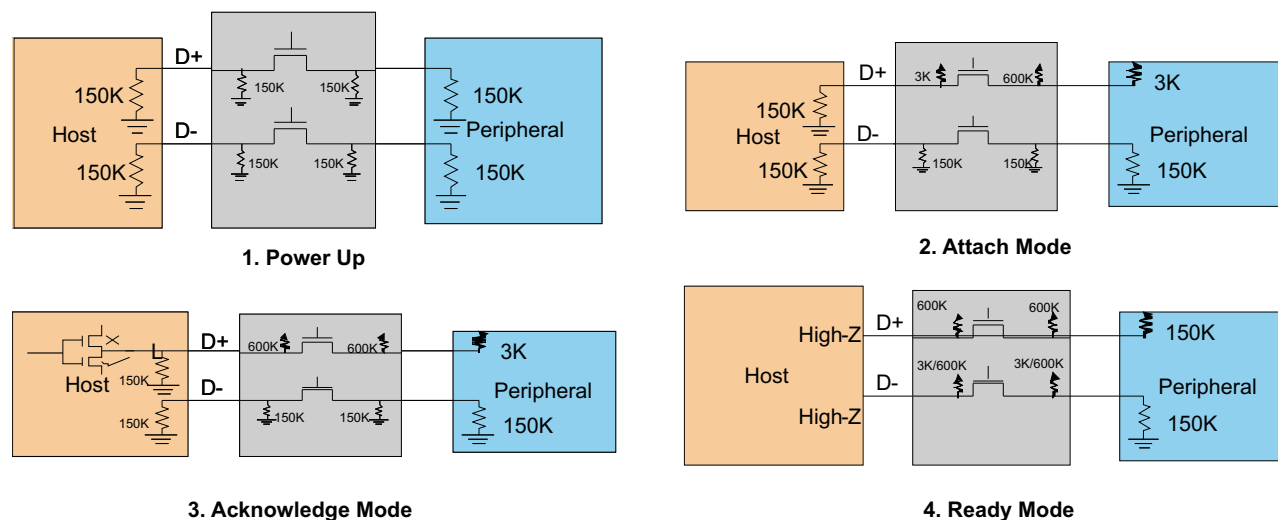 D+
150K
150K
150K
150K
Host
Peripheral
D-
150K
150K
150K
150K
1. Power Up
D+
3K
600K
3K
150K
Host
D-
Peripheral
150K
150K
150K
150K
2. Attach Mode
L
D+
600K
600K
3K
Host
150K
D-
Peripheral
150K
150K
150K
150K
3. Acknowledge Mode
600K
600K
High-Z
D+
150K
Host
3K/600K
3K/600K
D-
Peripheral
High-Z
150K
4. Ready Mode